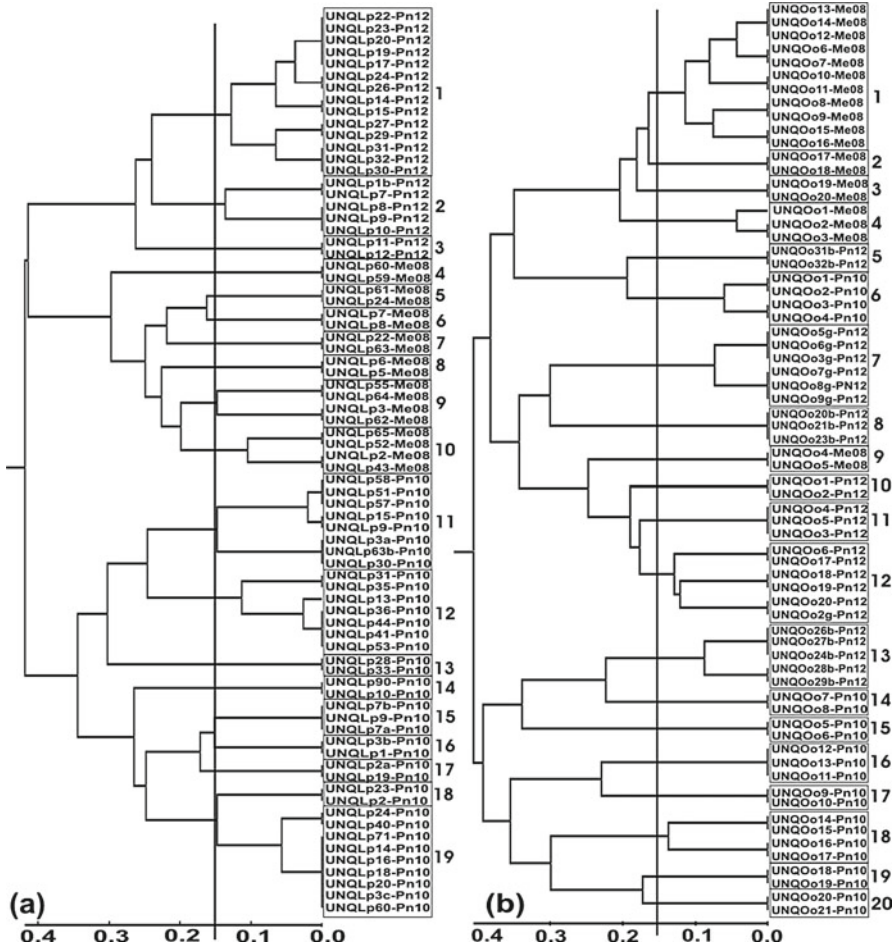 UNQLp22-Pn12
UNQLp23-Pn12
UNQLp20-Pn12
UNQLp19-Pn12
UNQLp17-Pn12
UNQLp24-Pn12
UNQLp26-Pn12
UNQLp14-Pn12
UNQLp15-Pn12
UNQLp27-Pn12
UNQLp29-Pn12
UNQLp31-Pn12
UNQLp32-Pn12
UNQLp30-Pn12
1
UNQLp1b-Pn12
UNQLp7-Pn12
UNQLp8-Pn12
UNQLp9-Pn12
UNQLp10-Pn12
2
UNQLp11-Pn12
UNQLp12-Pn12
3
UNQLp60-Me08
UNQLp59-Me08
4
UNQLp61-Me08
UNQLp24-Me08
5
UNQLp7-Me08
UNQLp8-Me08
6
UNQLp22-Me08
UNQLp63-Me08
7
UNQLp6-Me08
UNQLp5-Me08
8
UNQLp55-Me08
UNQLp64-Me08
UNQLp3-Me08
UNQLp62-Me08
9
UNQLp65-Me08
UNQLp52-Me08
UNQLp2-Me08
UNQLp43-Me08
10
UNQLp58-Pn10
UNQLp51-Pn10
UNQLp57-Pn10
UNQLp15-Pn10
UNQLp9-Pn10
UNQLp3a-Pn10
UNQLp63b-Pn10
UNQLp30-Pn10
11
UNQLp31-Pn10
UNQLp35-Pn10
UNQLp13-Pn10
UNQLp36-Pn10
UNQLp44-Pn10
UNQLp41-Pn10
UNQLp53-Pn10
12
UNQLp28-Pn10
UNQLp33-Pn10
13
UNQLp90-Pn10
UNQLp10-Pn10
14
UNQLp7b-Pn10
UNQLp9-Pn10
UNQLp7a-Pn10
15
UNQLp3b-Pn10
UNQLp1-Pn10
16
UNQLp2a-Pn10
UNQLp19-Pn10
17
UNQLp23-Pn10
UNQLp2-Pn10
18
UNQLp24-Pn10
UNQLp40-Pn10
UNQLp71-Pn10
UNQLp14-Pn10
UNQLp16-Pn10
UNQLp18-Pn10
UNQLp20-Pn10
UNQLp3c-Pn10
UNQLp60-Pn10
19
(a)
0.4 0.3 0.2 0.1 0.0
UNQOo13-Me08
UNQOo14-Me08
UNQOo12-Me08
UNQOo6-Me08
UNQOo7-Me08
UNQOo10-Me08
UNQOo11-Me08
UNQOo8-Me08
UNQOo9-Me08
UNQOo15-Me08
UNQOo16-Me08
1
UNQOo17-Me08
UNQOo18-Me08
2
UNQOo19-Me08
UNQOo20-Me08
3
UNQOo1-Me08
UNQOo2-Me08
UNQOo3-Me08
4
UNQOo31b-Pn12
UNQOo32b-Pn12
5
UNQOo1-Pn10
UNQOo2-Pn10
UNQOo3-Pn10
UNQOo4-Pn10
6
UNQOo5g-Pn12
UNQOo6g-Pn12
UNQOo3g-Pn12
UNQOo7g-Pn12
UNQOo8g-PN12
UNQOo9g-Pn12
7
UNQOo20b-Pn12
UNQOo21b-Pn12
UNQOo23b-Pn12
8
UNQOo4-Me08
UNQOo5-Me08
9
UNQOo1-Pn12
UNQOo2-Pn12
10
UNQOo4-Pn12
UNQOo5-Pn12
UNQOo3-Pn12
11
UNQOo6-Pn12
UNQOo17-Pn12
UNQOo18-Pn12
UNQOo19-Pn12
UNQOo20-Pn12
UNQOo2g-Pn12
12
UNQOo26b-Pn12
UNQOo27b-Pn12
UNQOo24b-Pn12
UNQOo28b-Pn12
UNQOo29b-Pn12
13
UNQOo7-Pn10
UNQOo8-Pn10
14
UNQOo5-Pn10
UNQOo6-Pn10
15
UNQOo12-Pn10
UNQOo13-Pn10
UNQOo11-Pn10
16
UNQOo9-Pn10
UNQOo10-Pn10
17
UNQOo14-Pn10
UNQOo15-Pn10
UNQOo16-Pn10
UNQOo17-Pn10
18
UNQOo18-Pn10
UNQOo19-Pn10
19
UNQOo20-Pn10
UNQOo21-Pn10
20
(b)
0.4 0.3 0.2 0.1 0.0